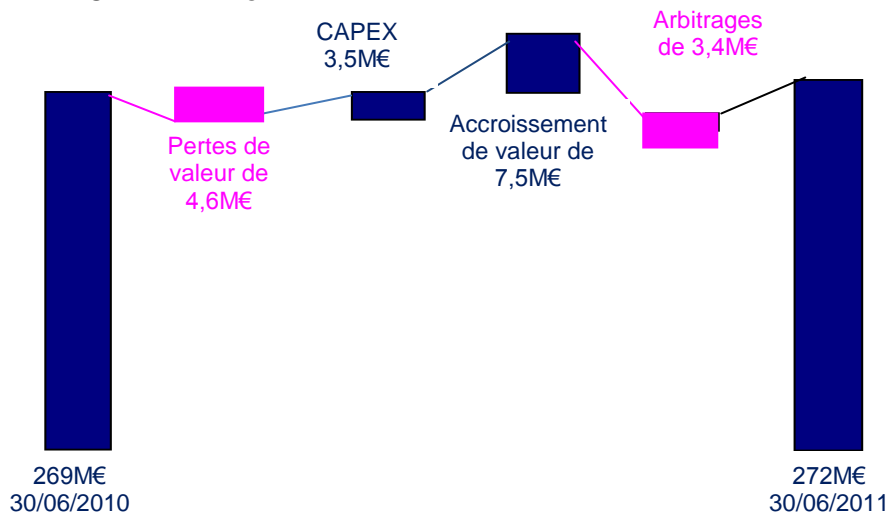 CAPEX
3,5M€
Arbitrages
de 3,4M€
Pertes de
valeur de
4,6M€
Accroissement
de valeur de
7,5M€
269M€
30/06/2010
272M€
30/06/2011